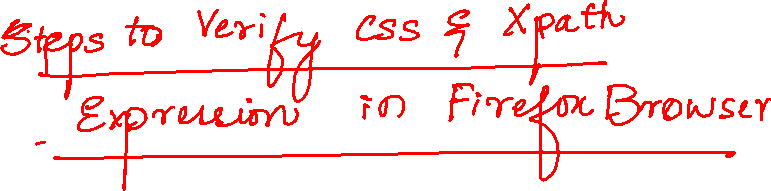 Steps to Verify CSS & Xpath
Expression in Firefox Browser